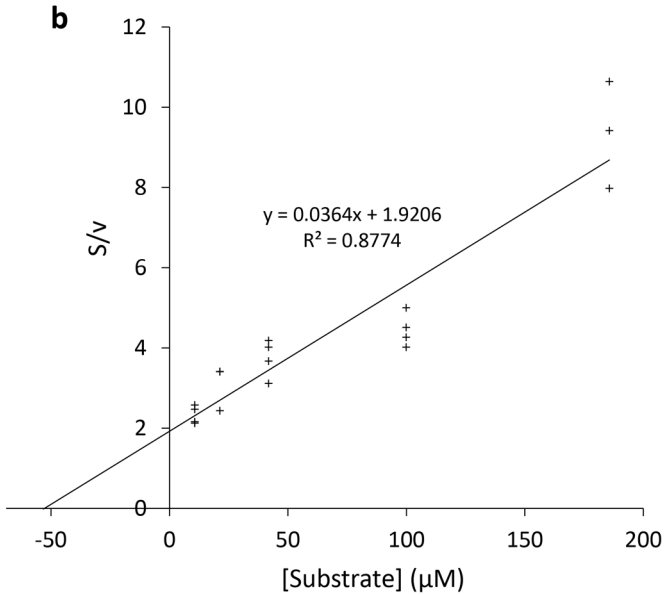 b
12
10
8
6
4
2
0
S/v
y = 0.0364x + 1.9206
R² = 0.8774
-50
0
50
100
150
200
[Substrate] (µM)